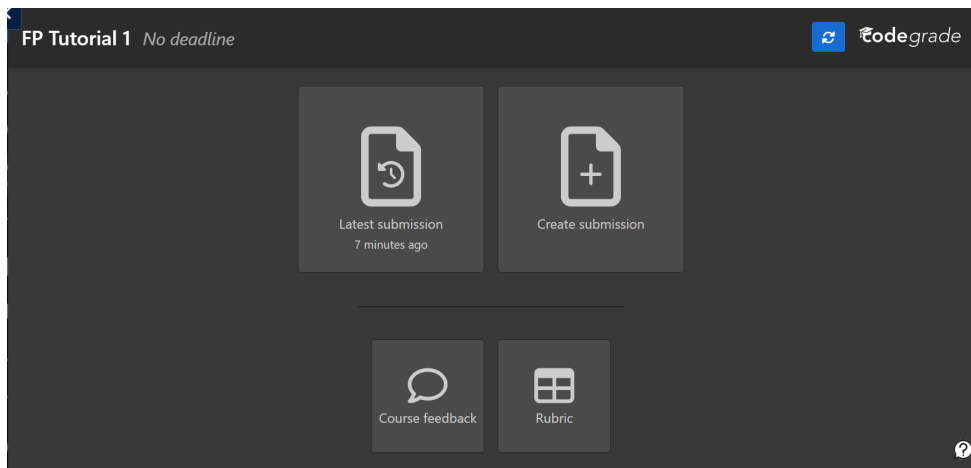 FP Tutorial 1 No deadline
codegrade
Latest submission
7 minutes ago
Create submission
Course feedback
Rubric
?